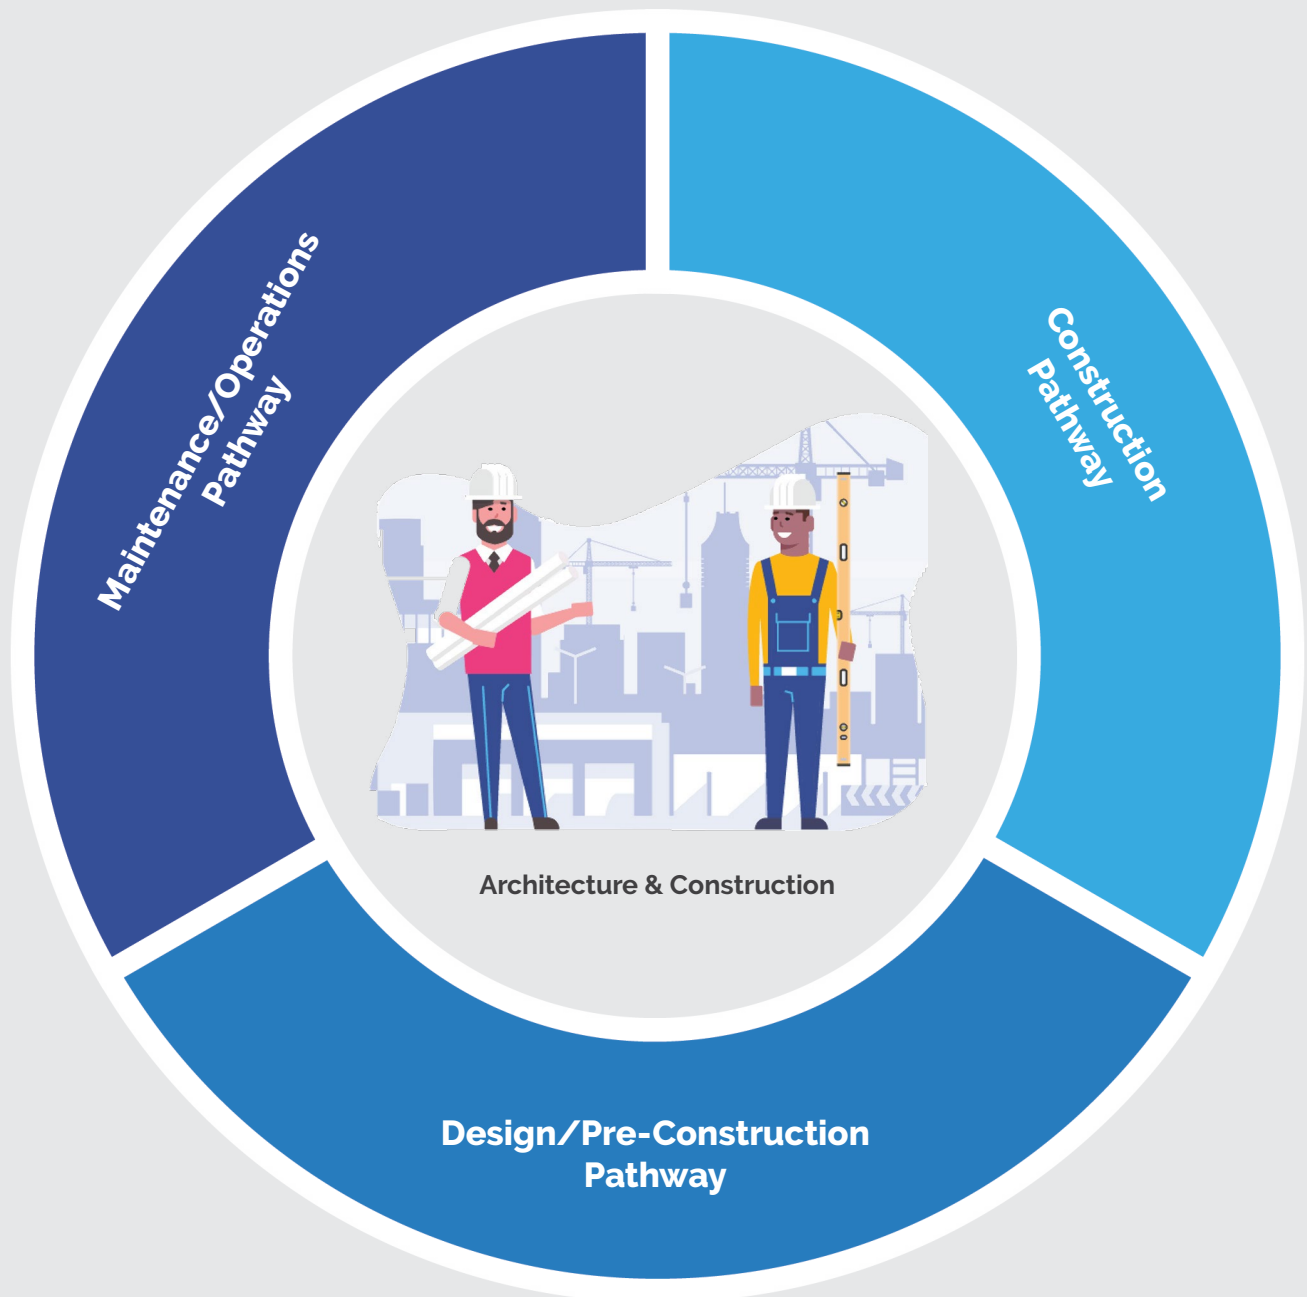 Maintenance/Operations
Pathway
Construction
Pathway
Architecture & Construction
Design/Pre-Construction
Pathway